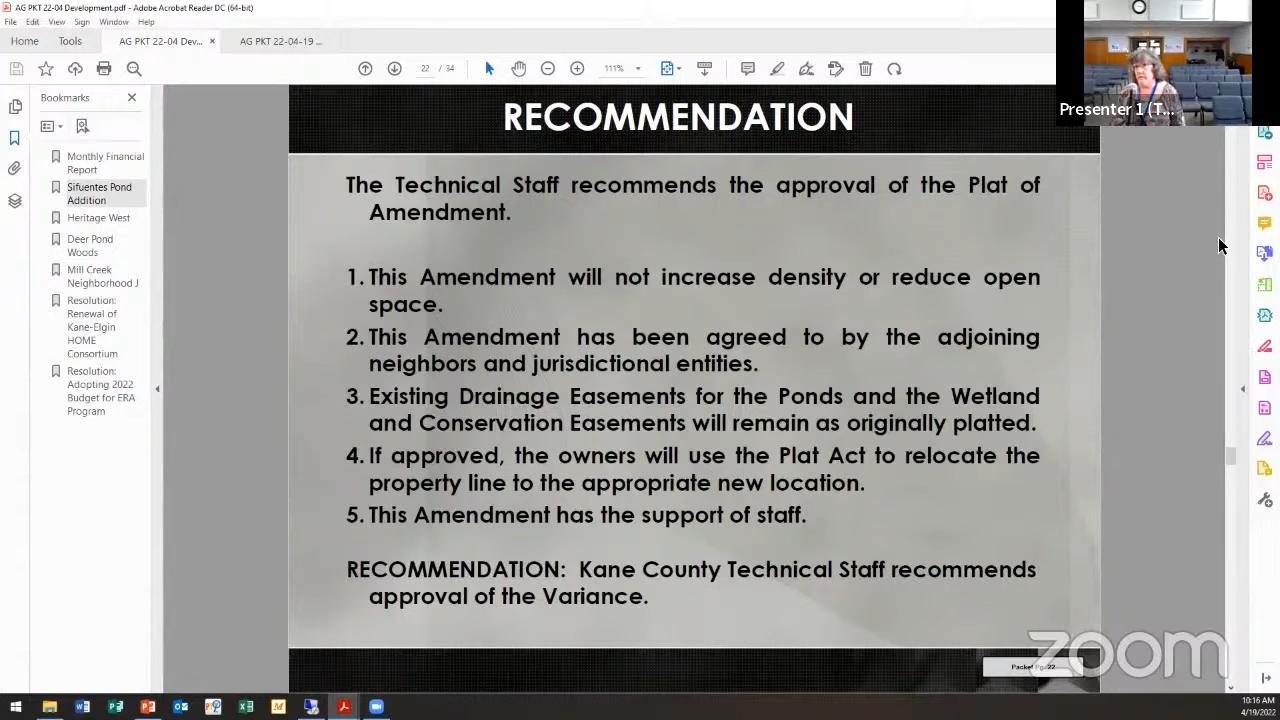 AG PKT 22-04 Development.pdf - Adobe Acrobat Reader DC (64-bit)
File Edit View Sign Window Help
Home Tools AG PKT 22-04 Dev... × AG PKT 22-04-19 ...
22 / 34 111%
Bookmarks
Monthly Financial
Report
Sifuentes Pond
Addition
Heritage West
Deer Pond
Woods
Mill Creek
Neighborhood J
Resolution:
Renewal of
Kane-Elgin
HOME
Consortium
Resolution:
Adopting 2022
Budget for ERA
Program
RECOMMENDATION
The Technical Staff recommends the approval of the Plat of
Amendment.
1. This Amendment will not increase density or reduce open
space.
2. This Amendment has been agreed to by the adjoining
neighbors and jurisdictional entities.
3. Existing Drainage Easements for the Ponds and the Wetland
and Conservation Easements will remain as originally platted.
4. If approved, the owners will use the Plat Act to relocate the
property line to the appropriate new location.
5. This Amendment has the support of staff.
RECOMMENDATION: Kane County Technical Staff recommends
approval of the Variance.
Presenter 1 (T...
zoom
10:16 AM
4/19/2022